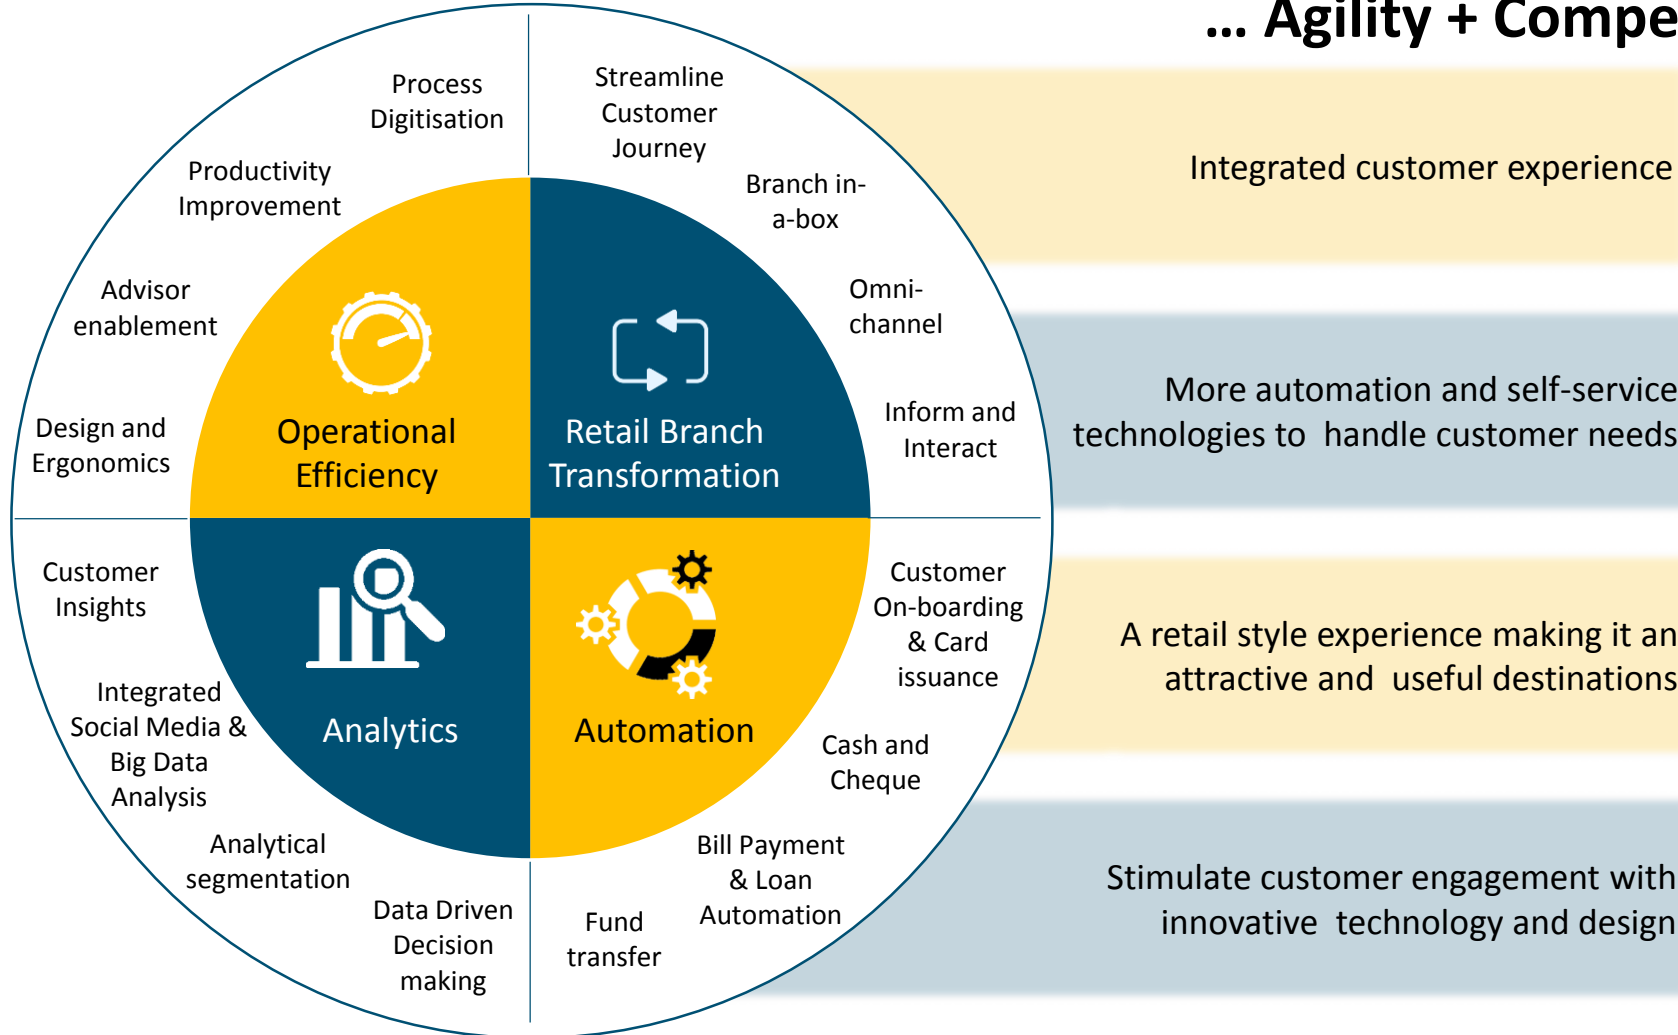 ... Agility + Compe
Process
Digitisation
Productivity
Improvement
Advisor
enablement
Design and
Ergonomics
Streamline
Customer
Journey
Branch in-
a-box
Omni-
channel
Inform and
Interact
Operational
Efficiency
Retail Branch
Transformation
Analytics
Automation
Customer
Insights
Integrated
Social Media &
Big Data
Analysis
Analytical
segmentation
Data Driven
Decision
making
Customer
On-boarding
& Card
issuance
Cash and
Cheque
Bill Payment
& Loan
Automation
Fund
transfer
Integrated customer experience
More automation and self-service
technologies to  handle customer needs
A retail style experience making it an
attractive and  useful destinations
Stimulate customer engagement with
innovative  technology and design